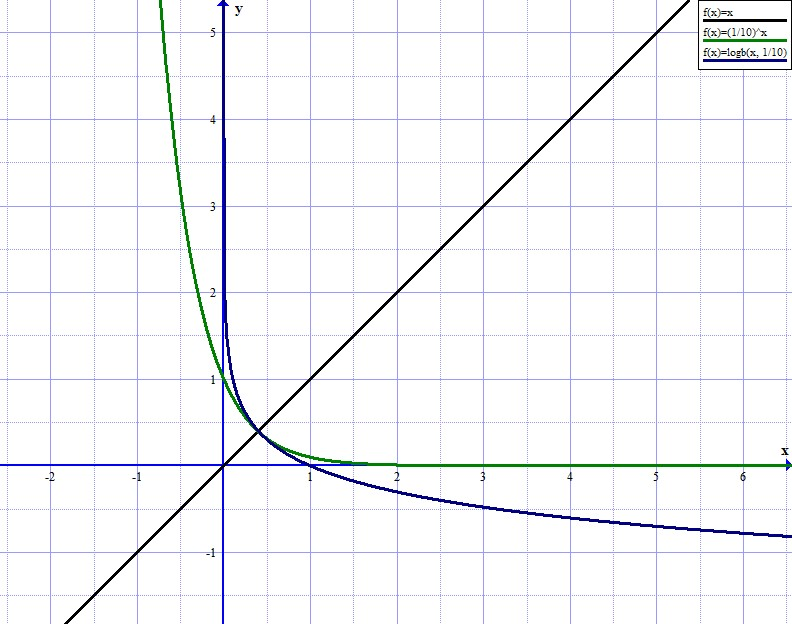 y
f(x)=x
f(x)=(1/10)^x
f(x)=logb(x, 1/10)
5
4
3
2
1
x
-2 -1 1 2 3 4 5 6
-1